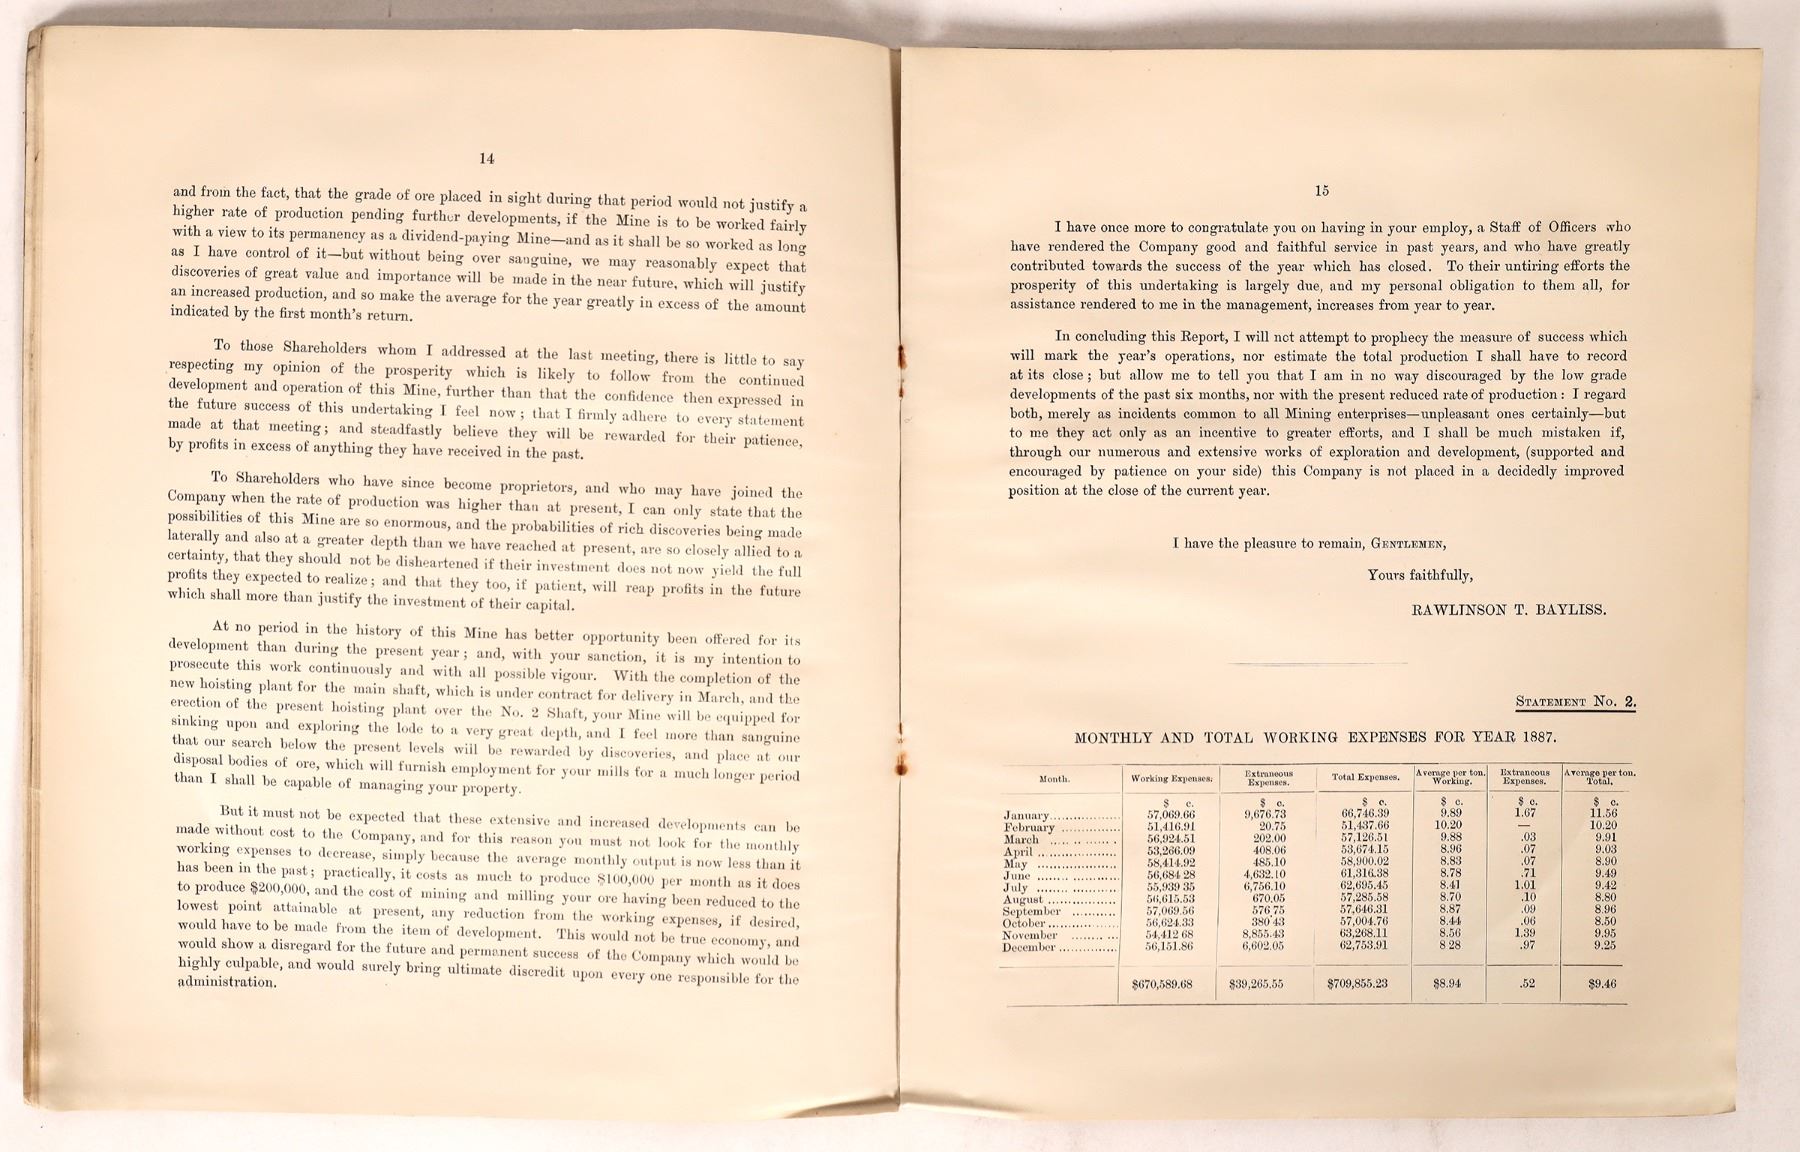 14
and from the fact, that the grade of ore placed in sight during that period would not justify a
higher rate of production pending further developments, if the Mine is to be worked fairly
with a view to its permanency as a dividend-paying Mine—and as it shall be so worked as long
as I have control of it—but without being over sanguine, we may reasonably expect that
discoveries of great value and importance will be made in the near future, which will justify
an increased production, and so make the average for the year greatly in excess of the amount
indicated by the first month's return.
To those Shareholders whom I addressed at the last meeting, there is little to say
respecting my opinion of the prosperity which is likely to follow from the continued
development and operation of this Mine, further than that the confidence then expressed in
the future success of this undertaking I feel now; that I firmly adhere to every statement
made at that meeting; and steadfastly believe they will be rewarded for their patience,
by profits in excess of anything they have received in the past.
To Shareholders who have since become proprietors, and who may have joined the
Company when the rate of production was higher than at present, I can only state that the
possibilities of this Mine are so enormous, and the probabilities of rich discoveries being made
laterally and also at a greater depth than we have reached at present, are so closely allied to a
certainty, that they should not be disheartened if their investment does not now yield the full
profits they expected to realize; and that they too, if patient, will reap profits in the future
which shall more than justify the investment of their capital.
At no period in the history of this Mine has better opportunity been offered for its
development than during the present year; and, with your sanction, it is my intention to
prosecute this work continuously and with all possible vigour. With the completion of the
new hoisting plant for the main shaft, which is under contract for delivery in March, and the
erection of the present hoisting plant over the No. 2 Shaft, your Mine will be equipped for
sinking upon and exploring the lode to a very great depth, and I feel more than sanguine
that our search below the present levels will be rewarded by discoveries, and place at our
disposal bodies of ore, which will furnish employment for your mills for a much longer period
than I shall be capable of managing your property.
But it must not be expected that these extensive and increased developments can be
made without cost to the Company, and for this reason you must not look for the monthly
working expenses to decrease, simply because the average monthly output is now less than it
has been in the past; practically, it costs as much to produce $100,000 per month as it does
to produce $200,000, and the cost of mining and milling your ore having been reduced to the
lowest point attainable at present, any reduction from the working expenses, if desired,
would have to be made from the item of development. This would not be true economy, and
would show a disregard for the future and permanent success of the Company which would be
highly culpable, and would surely bring ultimate discredit upon every one responsible for the
administration.
15
I have once more to congratulate you on having in your employ, a Staff of Officers who
have rendered the Company good and faithful service in past years, and who have greatly
contributed towards the success of the year which has closed. To their untiring efforts the
prosperity of this undertaking is largely due, and my personal obligation to them all, for
assistance rendered to me in the management, increases from year to year.
In concluding this Report, I will not attempt to prophecy the measure of success which
will mark the year's operations, nor estimate the total production I shall have to record
at its close; but allow me to tell you that I am in no way discouraged by the low grade
developments of the past six months, nor with the present reduced rate of production: I regard
both, merely as incidents common to all Mining enterprises—unpleasant ones certainly—but
to me they act only as an incentive to greater efforts, and I shall be much mistaken if,
through our numerous and extensive works of exploration and development, (supported and
encouraged by patience on your side) this Company is not placed in a decidedly improved
position at the close of the current year.
I have the pleasure to remain, GENTLEMEN,
Yours faithfully,
RAWLINSON T. BAYLISS.
STATEMENT No. 2.
MONTHLY AND TOTAL WORKING EXPENSES FOR YEAR 1887.
Month. Working Expenses. Extraneous Expenses. Total Expenses. Average per ton. Working. Extraneous Expenses. Average per ton. Total.
$ c. $ c. $ c. $ c. $ c. $ c.
January.................. 57,069.66 9,676.73 66,746.39 9.89 1.67 11.56
February .............. 51,416.91 20.75 51,437.66 10.20 — 10.20
March .................. 56,924.51 202.00 57,126.51 9.88 .03 9.91
April .................... 53,266.09 408.06 53,674.15 8.96 .07 9.03
May .................... 58,414.92 485.10 58,900.02 8.83 .07 8.90
June .................... 56,684 28 4,632.10 61,316.38 8.78 .71 9.49
July .................... 55,939 35 6,756.10 62,695.45 8.41 1.01 9.42
August ................. 56,615.53 670.05 57,285.58 8.70 .10 8.80
September ........... 57,069.56 576 75 57,646.31 8.87 .09 8.96
October................. 56,624.33 380 43 57,004.76 8.44 .06 8.50
November ........... 54,412 68 8,855.43 63,268.11 8.56 1.39 9.95
December............... 56,151.86 6,602.05 62,753.91 8 28 .97 9.25
$670,589.68 $39,265.55 $709,855.23 $8.94 .52 $9.46